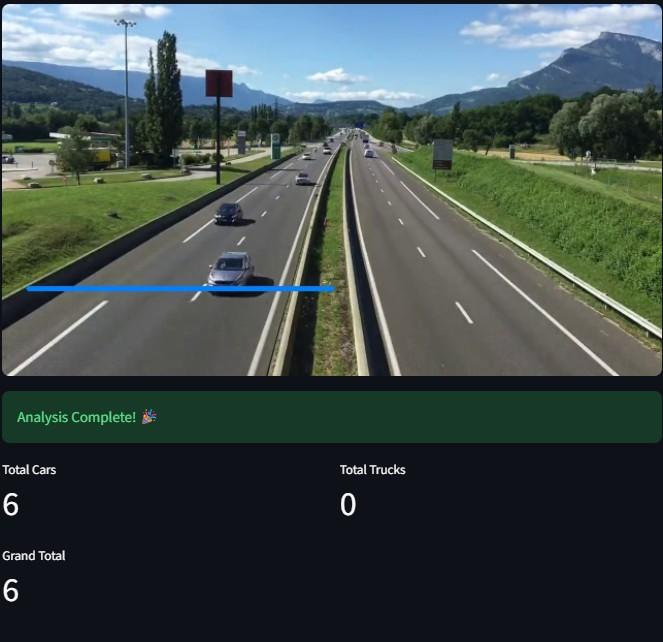 Analysis Complete! 🎉
Total Cars
6
Total Trucks
0
Grand Total
6